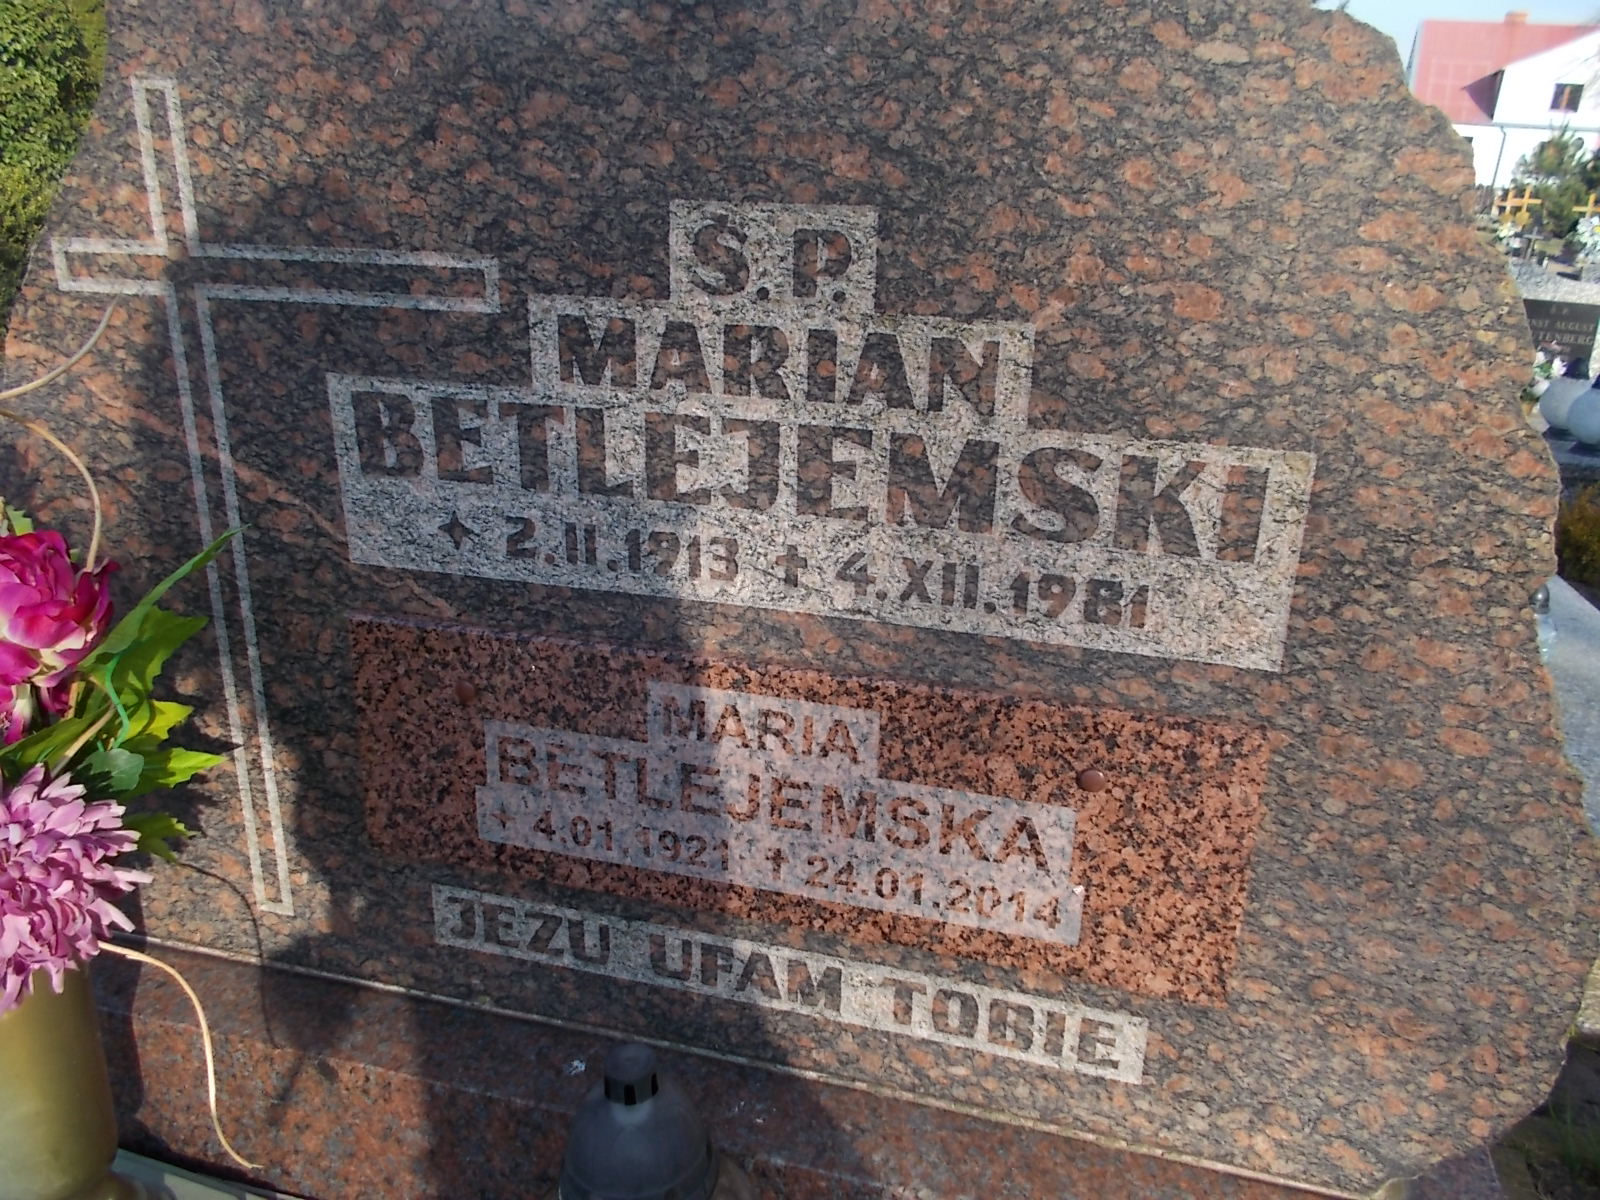 Ś.P.
MARIAN
BETLEJEMSKI
✦ 2.II.1913 ✝ 4.XII.1981
MARIA
BETLEJEMSKA
✦ 4.01.1921 ✝ 24.01.2014
JEZU UFAM TOBIE
Ś.P.
AUGUST